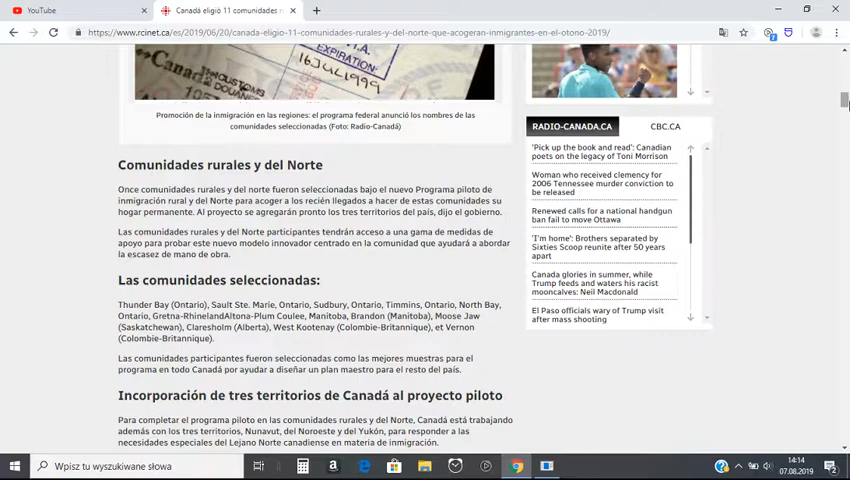 YouTube
Canadá eligió 11 comunidades r
https://www.rcinet.ca/es/2019/06/20/canada-eligio-11-comunidades-rurales-y-del-norte-que-acogeran-inmigrantes-en-el-otono-2019/
EXPIRATION:
16JUL1999
Canada
CUSTOMS
Promoción de la inmigración en las regiones: el programa federal anunció los nombres de las
comunidades seleccionadas (Foto: Radio-Canadá)
Comunidades rurales y del Norte
Once comunidades rurales y del norte fueron seleccionadas bajo el nuevo Programa piloto de
inmigración rural y del Norte para acoger a los recién llegados a hacer de estas comunidades su
hogar permanente. Al proyecto se agregarán pronto los tres territorios del país, dijo el gobierno.
Las comunidades rurales y del Norte participantes tendrán acceso a una gama de medidas de
apoyo para probar este nuevo modelo innovador centrado en la comunidad que ayudará a abordar
la escasez de mano de obra.
Las comunidades seleccionadas:
Thunder Bay (Ontario), Sault Ste. Marie, Ontario, Sudbury, Ontario, Timmins, Ontario, North Bay,
Ontario, Gretna-RhinelandAltona-Plum Coulee, Manitoba, Brandon (Manitoba), Moose Jaw
(Saskatchewan), Claresholm (Alberta), West Kootenay (Colombie-Britannique), et Vernon
(Colombie-Britannique).
Las comunidades participantes fueron seleccionadas como las mejores muestras para el
programa en todo Canadá para ayudar a diseñar un plan maestro para el resto del país.
Incorporación de tres territorios de Canadá al proyecto piloto
Para completar el programa piloto en las comunidades rurales y del Norte, Canadá está trabajando
además con los tres territorios, Nunavut, del Noroeste y del Yukón, para responder a las
necesidades especiales del Lejano Norte canadiense en materia de inmigración.
RADIO-CANADA.CA
CBC.CA
'Pick up the book and read': Canadian
poets on the legacy of Toni Morrison
Woman who received clemency for
2006 Tennessee murder conviction to
be released
Renewed calls for a national handgun
ban fail to move Ottawa
'I'm home': Brothers separated by
Sixties Scoop reunite after 50 years
apart
Canada glories in summer, while
Trump feeds and waters his racist
mooncalves: Neil Macdonald
El Paso officials wary of Trump visit
after mass shooting
Wpisz tu wyszukiwane słowa
14:14
07.08.2019